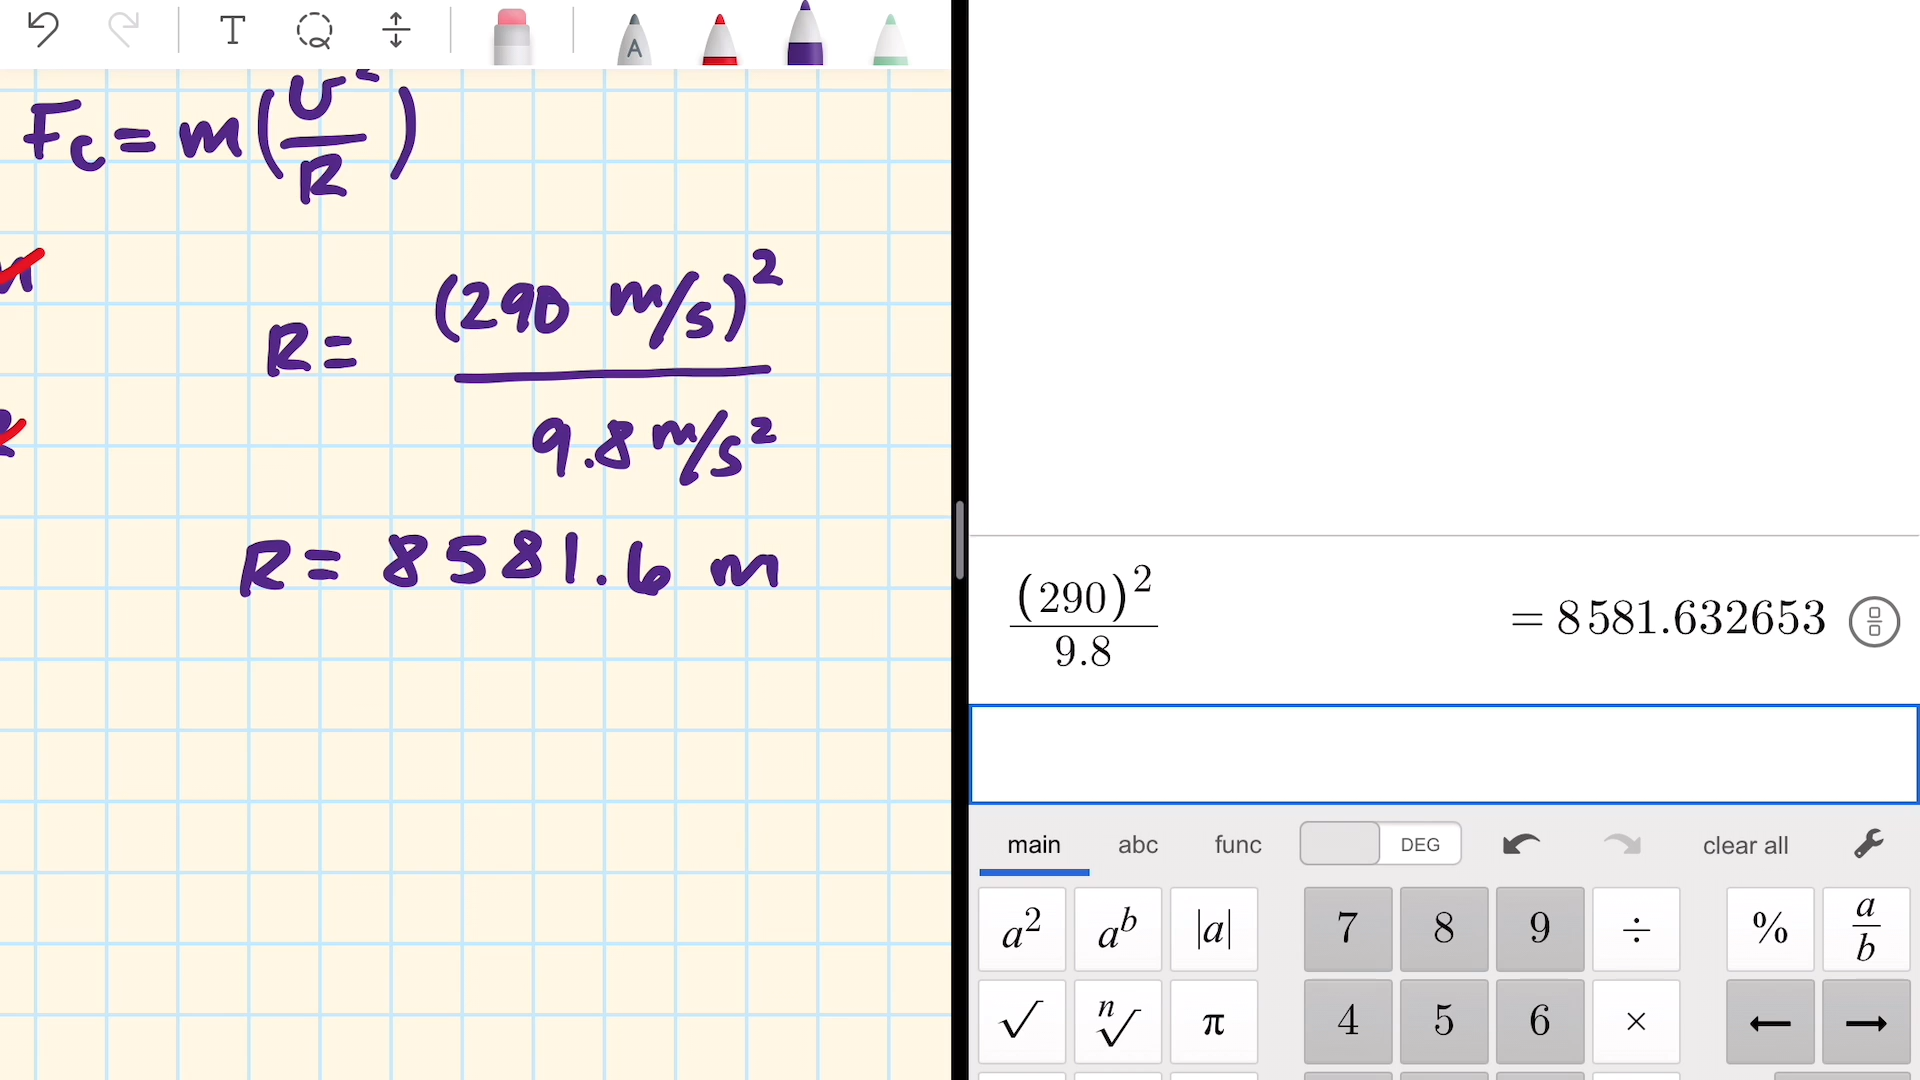 T
A
Fc = m(v²/R)
R = (290 m/s)² / 9.8 m/s²
R = 8581.6 m
(290)²/9.8 = 8581.632653
main abc func DEG clear all
a² aᵇ |a| 7 8 9 ÷ % a/b
√ ⁿ√ π 4 5 6 × ← →